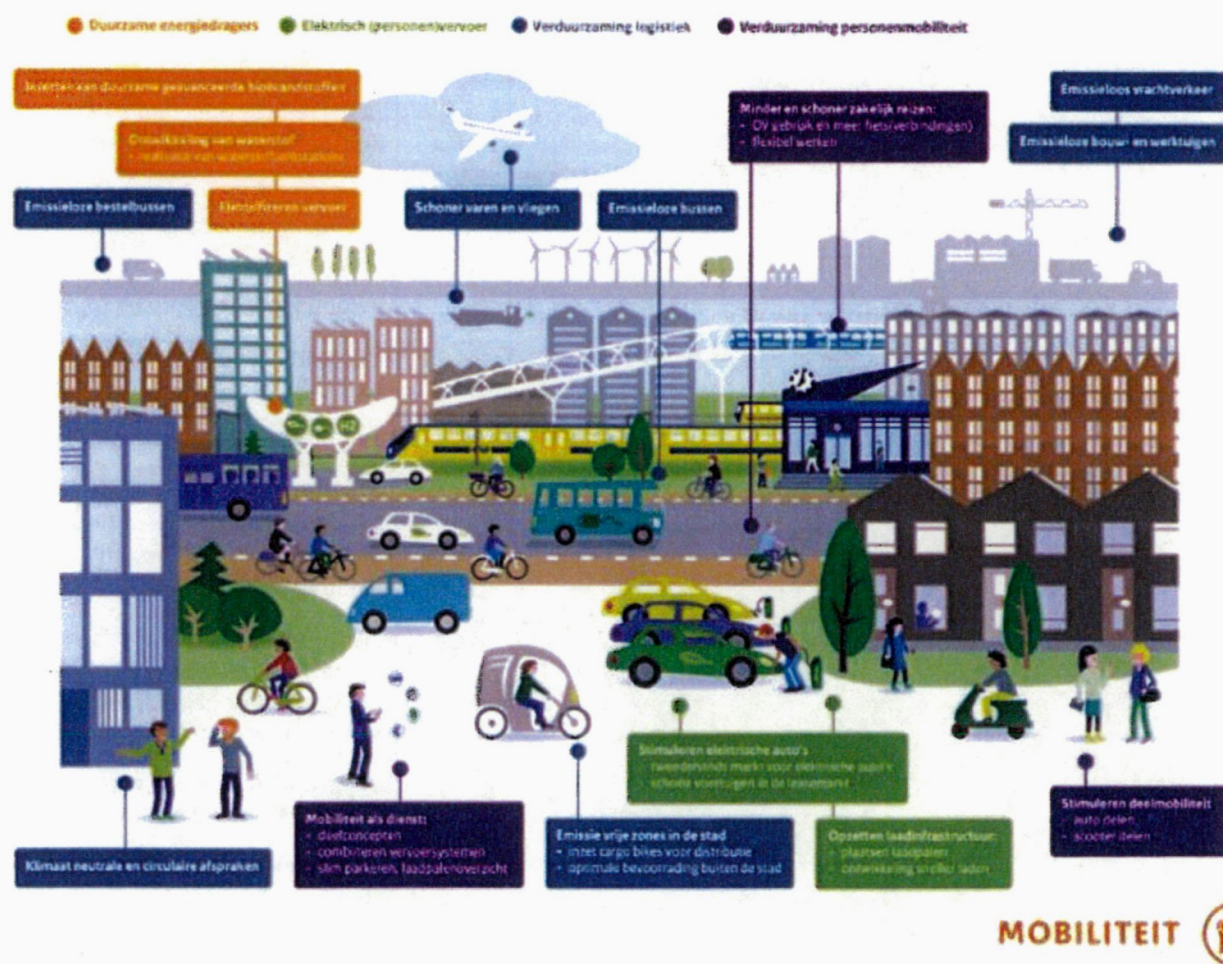 Duurzame energiedragers
Elektrisch (personen)vervoer
Verduurzaming logistiek
Verduurzaming personenmobiliteit
Inzetten van duurzame geavanceerde biobrandstoffen
Ontwikkeling van waterstof
Emissieloze bestelbussen
Elektrificeren vervoer
Schoner varen en vliegen
Emissieloze bussen
Minder en schoner zakelijk reizen:
- OV gebruik en meer fiets(verbindingen)
- flexibel werken
Emissieloos vrachtverkeer
Emissieloze bouw- en werktuigen
H2
Stimuleren elektrische auto's
- tweedehands markt voor elektrische auto's
- schone voertuigen in de
Mobiliteit als dienst:
- deelconcepten
- combineren vervoersystemen
- slim parkeren, laadpalenoverzicht
Emissie vrije zones in de stad
- inzet cargo bikes voor distributie
- optimale bevoorrading buiten de stad
Opzetten laadinfrastructuur:
- plaatsen laadpalen
- ontwikkeling sneller laden
Stimuleren deelmobiliteit
- auto delen
- scooter delen
Klimaat neutrale en circulaire afspraken
MOBILITEIT